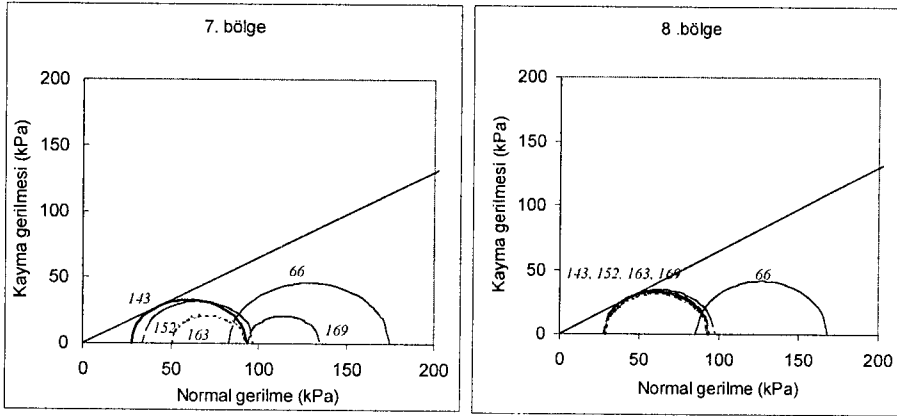 7. bölge
200
150
100
50
0
Kayma gerilmesi (kPa)
143
152
163
66
169
0 50 100 150 200
Normal gerilme (kPa)
8 .bölge
200
150
100
50
0
Kayma gerilmesi (kPa)
143, 152, 163, 169
66
0 50 100 150 200
Normal gerilme (kPa)